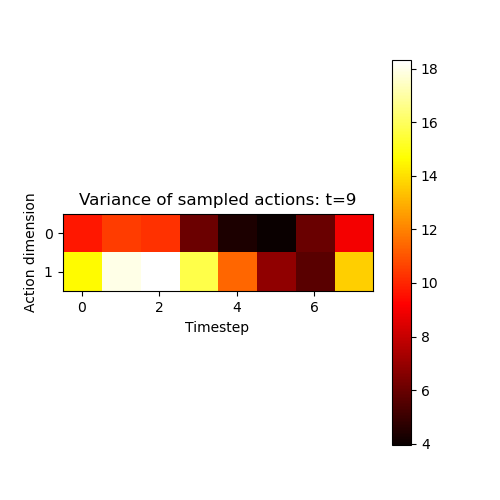 Variance of sampled actions: t=9
Action dimension
0
1
0 2 4 6
Timestep
18
16
14
12
10
8
6
4